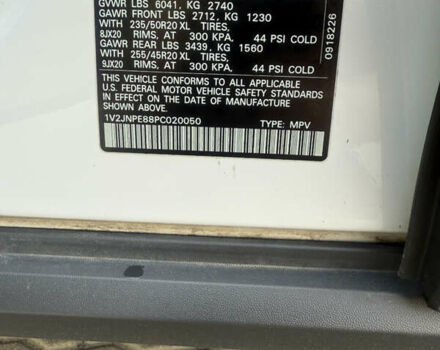 GVWR LBS 6041, KG 2740
GAWR FRONT LBS 2712, KG 1230
235/50R20 XL TIRES,
8JX20 RIMS, AT 300 KPA. 44 PSI COLD
GAWR REAR LBS 3439, KG 1560
255/45R20 XL TIRES,
9JX20 RIMS, AT 300 KPA. 44 PSI COLD
THIS VEHICLE CONFORMS TO ALL APPLICABLE
U.S. FEDERAL MOTOR VEHICLE SAFETY
STANDARDS IN EFFECT ON THE DATE OF
MANUFACTURE SHOWN ABOVE.
1V2JNPE88PC020050 TYPE: MPV
0918226